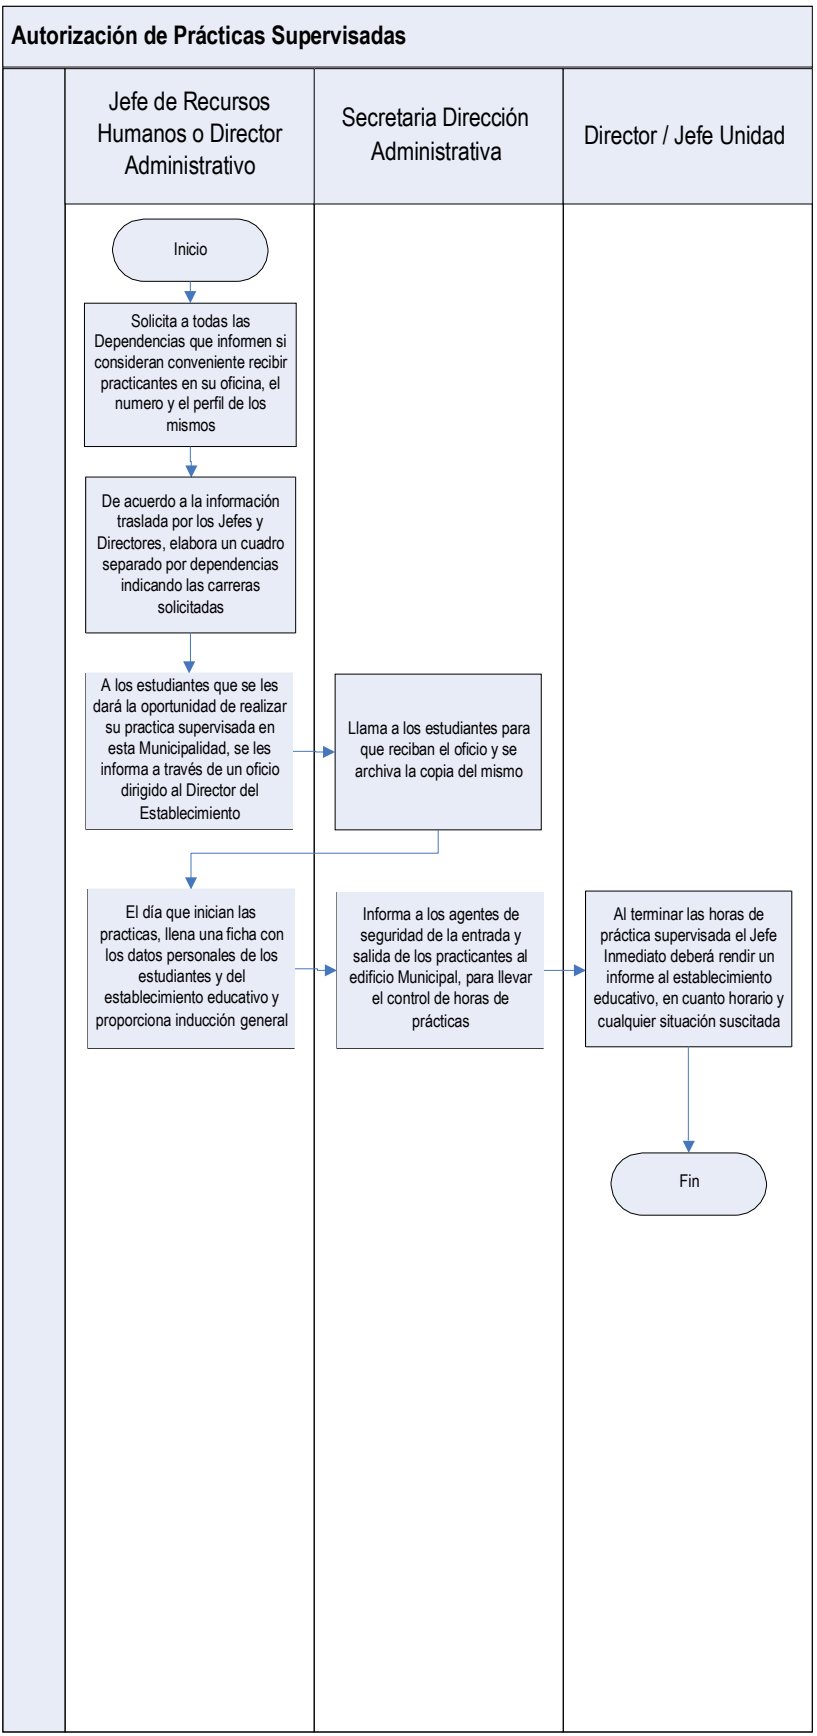 Autorización de Prácticas Supervisadas
Jefe de Recursos
Humanos o Director
Administrativo
Secretaria Dirección
Administrativa
Director / Jefe Unidad
Inicio
Solicita a todas las
Dependencias que informen si
consideran conveniente recibir
practicantes en su oficina, el
numero y el perfil de los
mismos
De acuerdo a la información
traslada por los Jefes y
Directores, elabora un cuadro
separado por dependencias
indicando las carreras
solicitadas
A los estudiantes que se les
dará la oportunidad de realizar
su practica supervisada en
esta Municipalidad, se les
informa a través de un oficio
dirigido al Director del
Establecimiento
Llama a los estudiantes para
que reciban el oficio y se
archiva la copia del mismo
El día que inician las
practicas, llena una ficha con
los datos personales de los
estudiantes y del
establecimiento educativo y
proporciona inducción general
Informa a los agentes de
seguridad de la entrada y
salida de los practicantes al
edificio Municipal, para llevar
el control de horas de
prácticas
Al terminar las horas de
práctica supervisada el Jefe
Inmediato deberá rendir un
informe al establecimiento
educativo, en cuanto horario y
cualquier situación suscitada
Fin